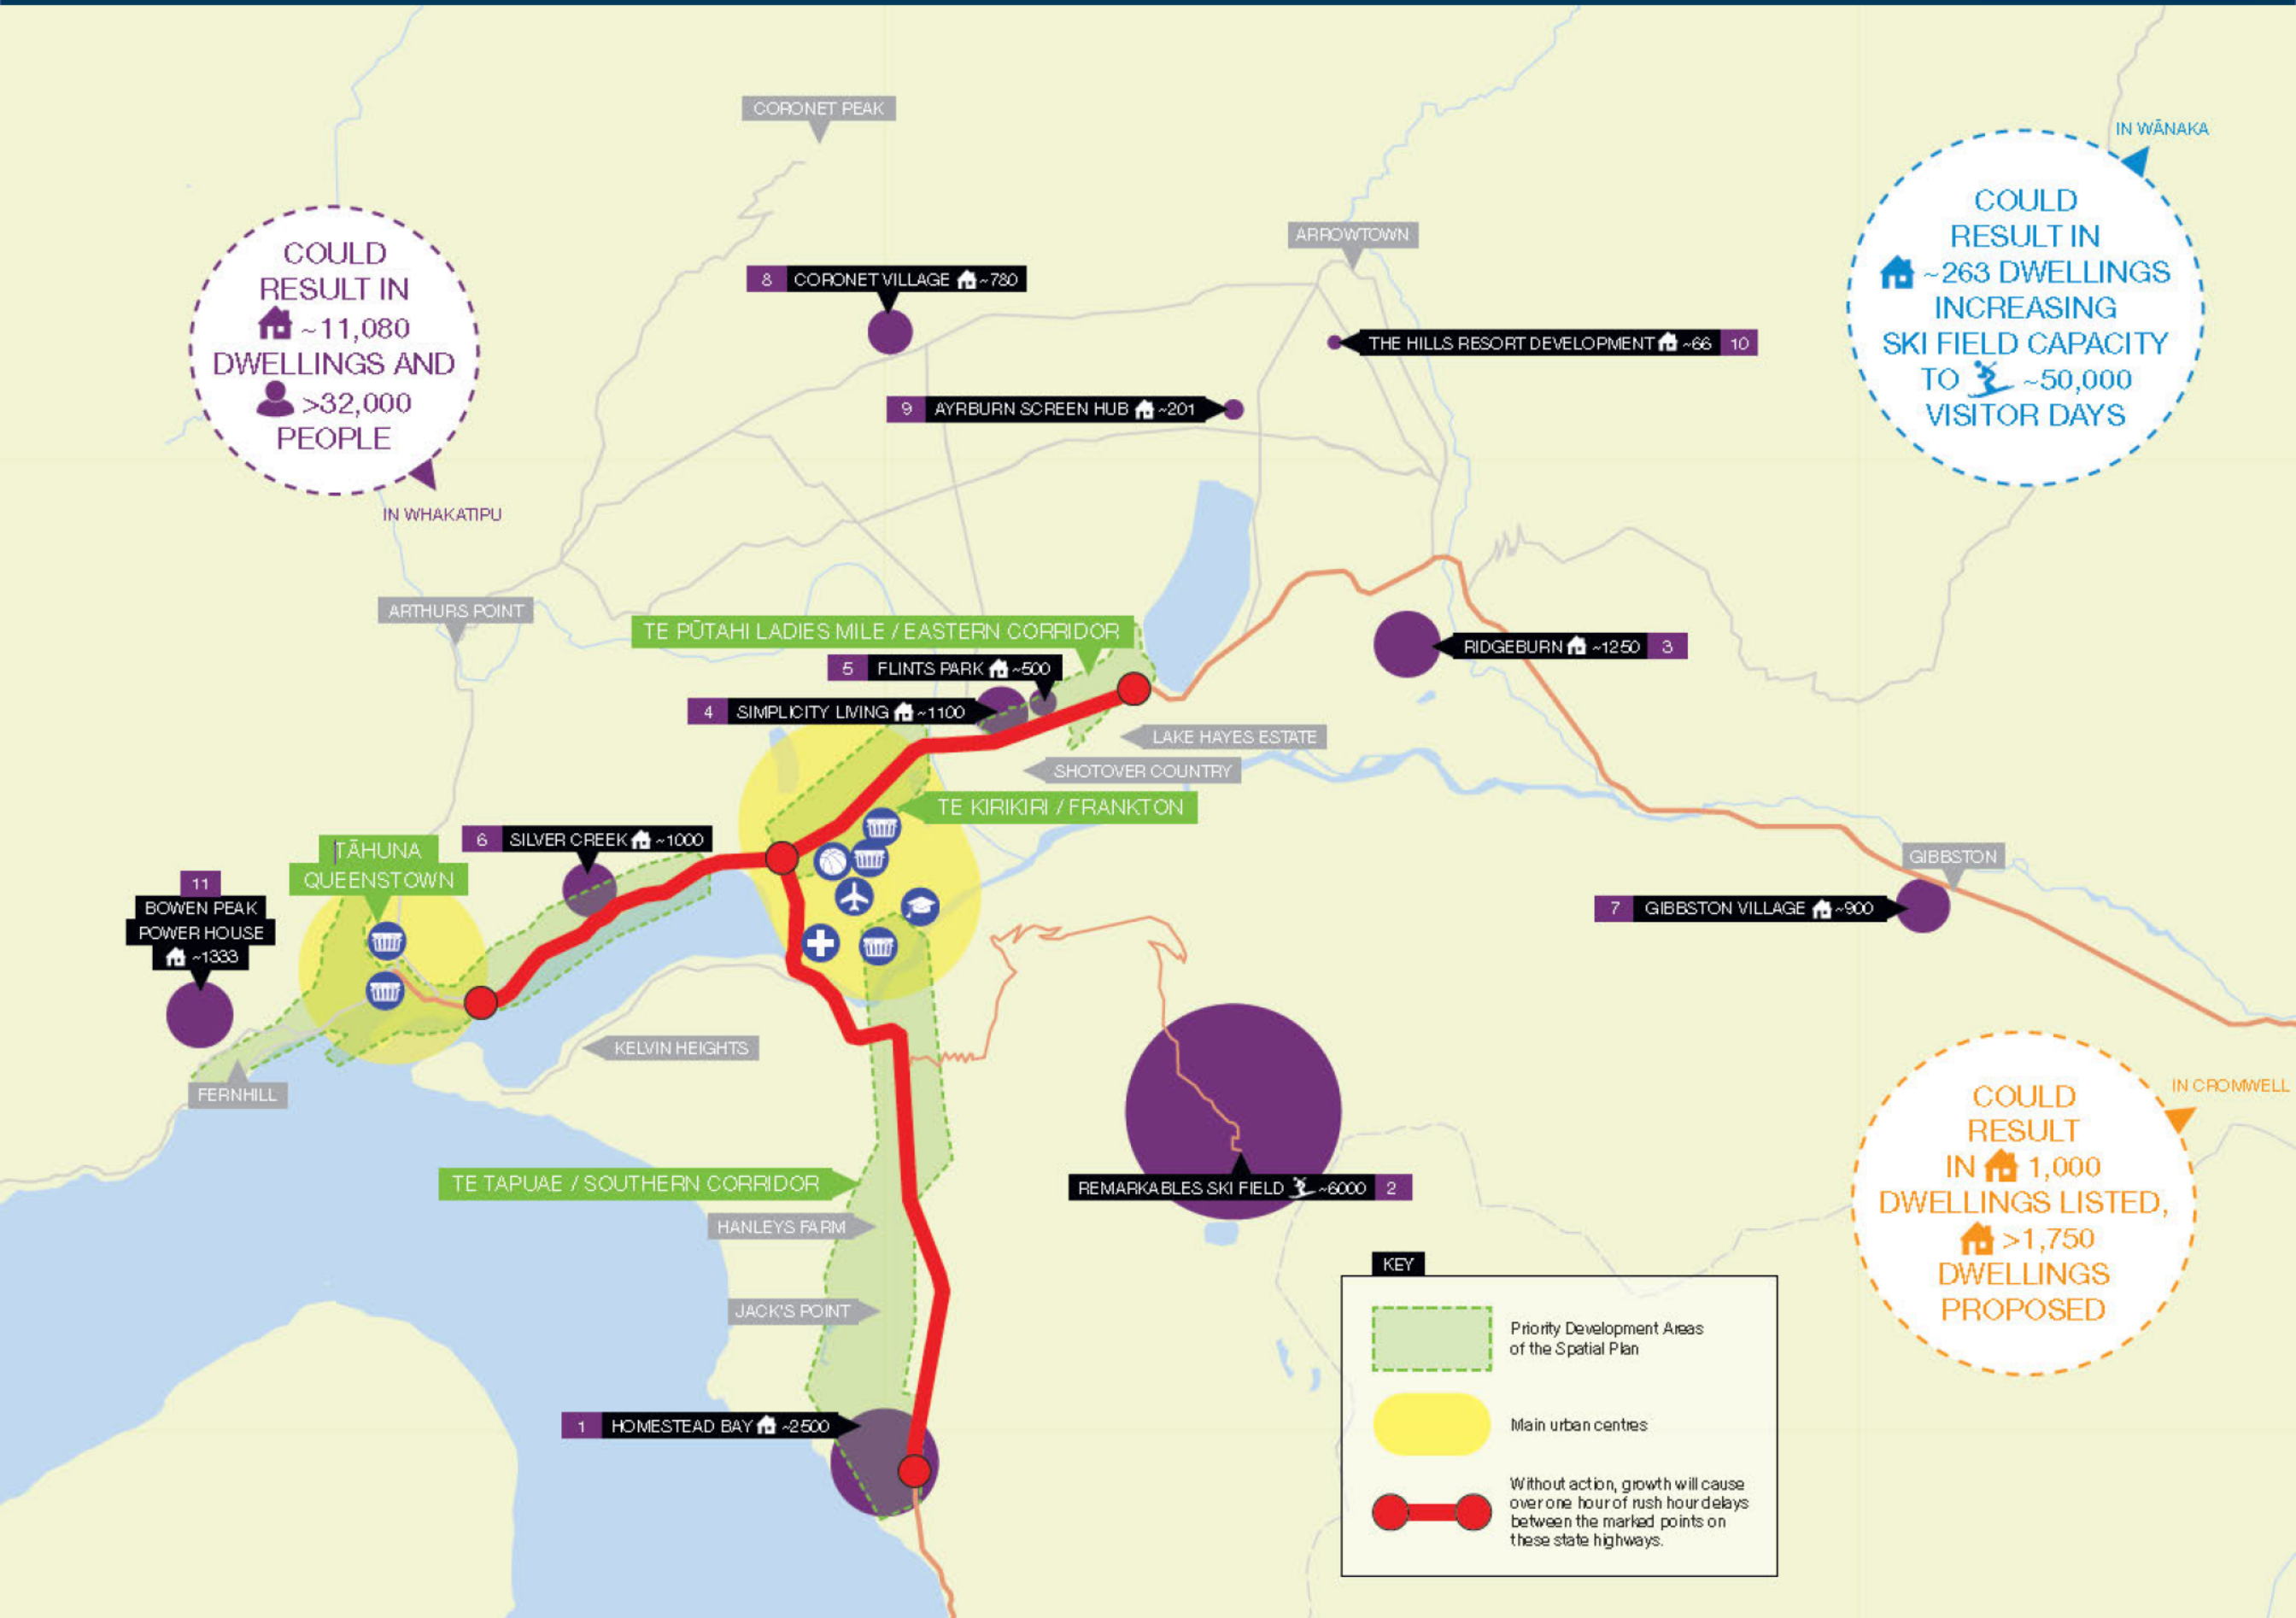 CORONET PEAK
IN WĀNAKA
COULD
RESULT IN
~263 DWELLINGS
INCREASING
SKI FIELD CAPACITY
TO ~50,000
VISITOR DAYS
COULD
RESULT IN
~11,080
DWELLINGS AND
>32,000
PEOPLE
IN WHAKATIPU
ARROWTOWN
8 CORONET VILLAGE ~780
THE HILLS RESORT DEVELOPMENT ~66 10
9 AYRBURN SCREEN HUB ~201
ARTHURS POINT
TE PŪTAHI LADIES MILE / EASTERN CORRIDOR
5 FLINTS PARK ~500
RIDGEBURN ~1250 3
4 SIMPLICITY LIVING ~1100
LAKE HAYES ESTATE
SHOTOVER COUNTRY
TE KIRIKIRI / FRANKTON
6 SILVER CREEK ~1000
TĀHUNA
QUEENSTOWN
GIBBSTON
11
BOWEN PEAK
POWER HOUSE
~1333
7 GIBBSTON VILLAGE ~900
KELVIN HEIGHTS
FERNHILL
IN CROMWELL
COULD
RESULT
IN 1,000
DWELLINGS LISTED,
>1,750
DWELLINGS
PROPOSED
TE TAPUAE / SOUTHERN CORRIDOR
REMARKABLES SKI FIELD ~6000 2
HANLEYS FARM
JACK'S POINT
1 HOMESTEAD BAY ~2500
KEY
Priority Development Areas
of the Spatial Plan
Main urban centres
Without action, growth will cause
over one hour of rush hour delays
between the marked points on
these state highways.